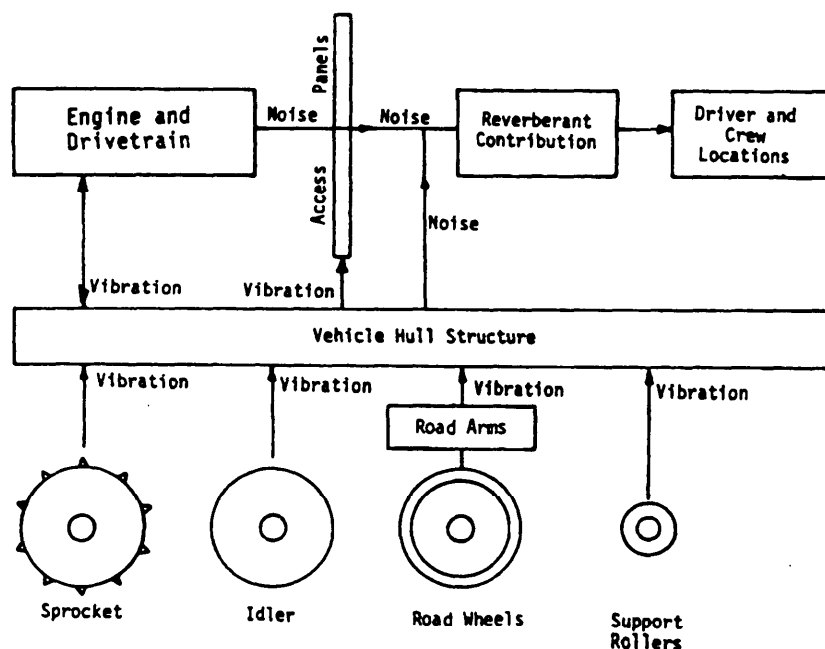 Engine and
Drivetrain
Noise
Access Panels
Noise
Reverberant
Contribution
Driver and
Crew
Locations
Noise
Vibration
Vibration
Vehicle Hull Structure
Vibration
Vibration
Vibration
Vibration
Road Arms
Sprocket
Idler
Road Wheels
Support
Rollers